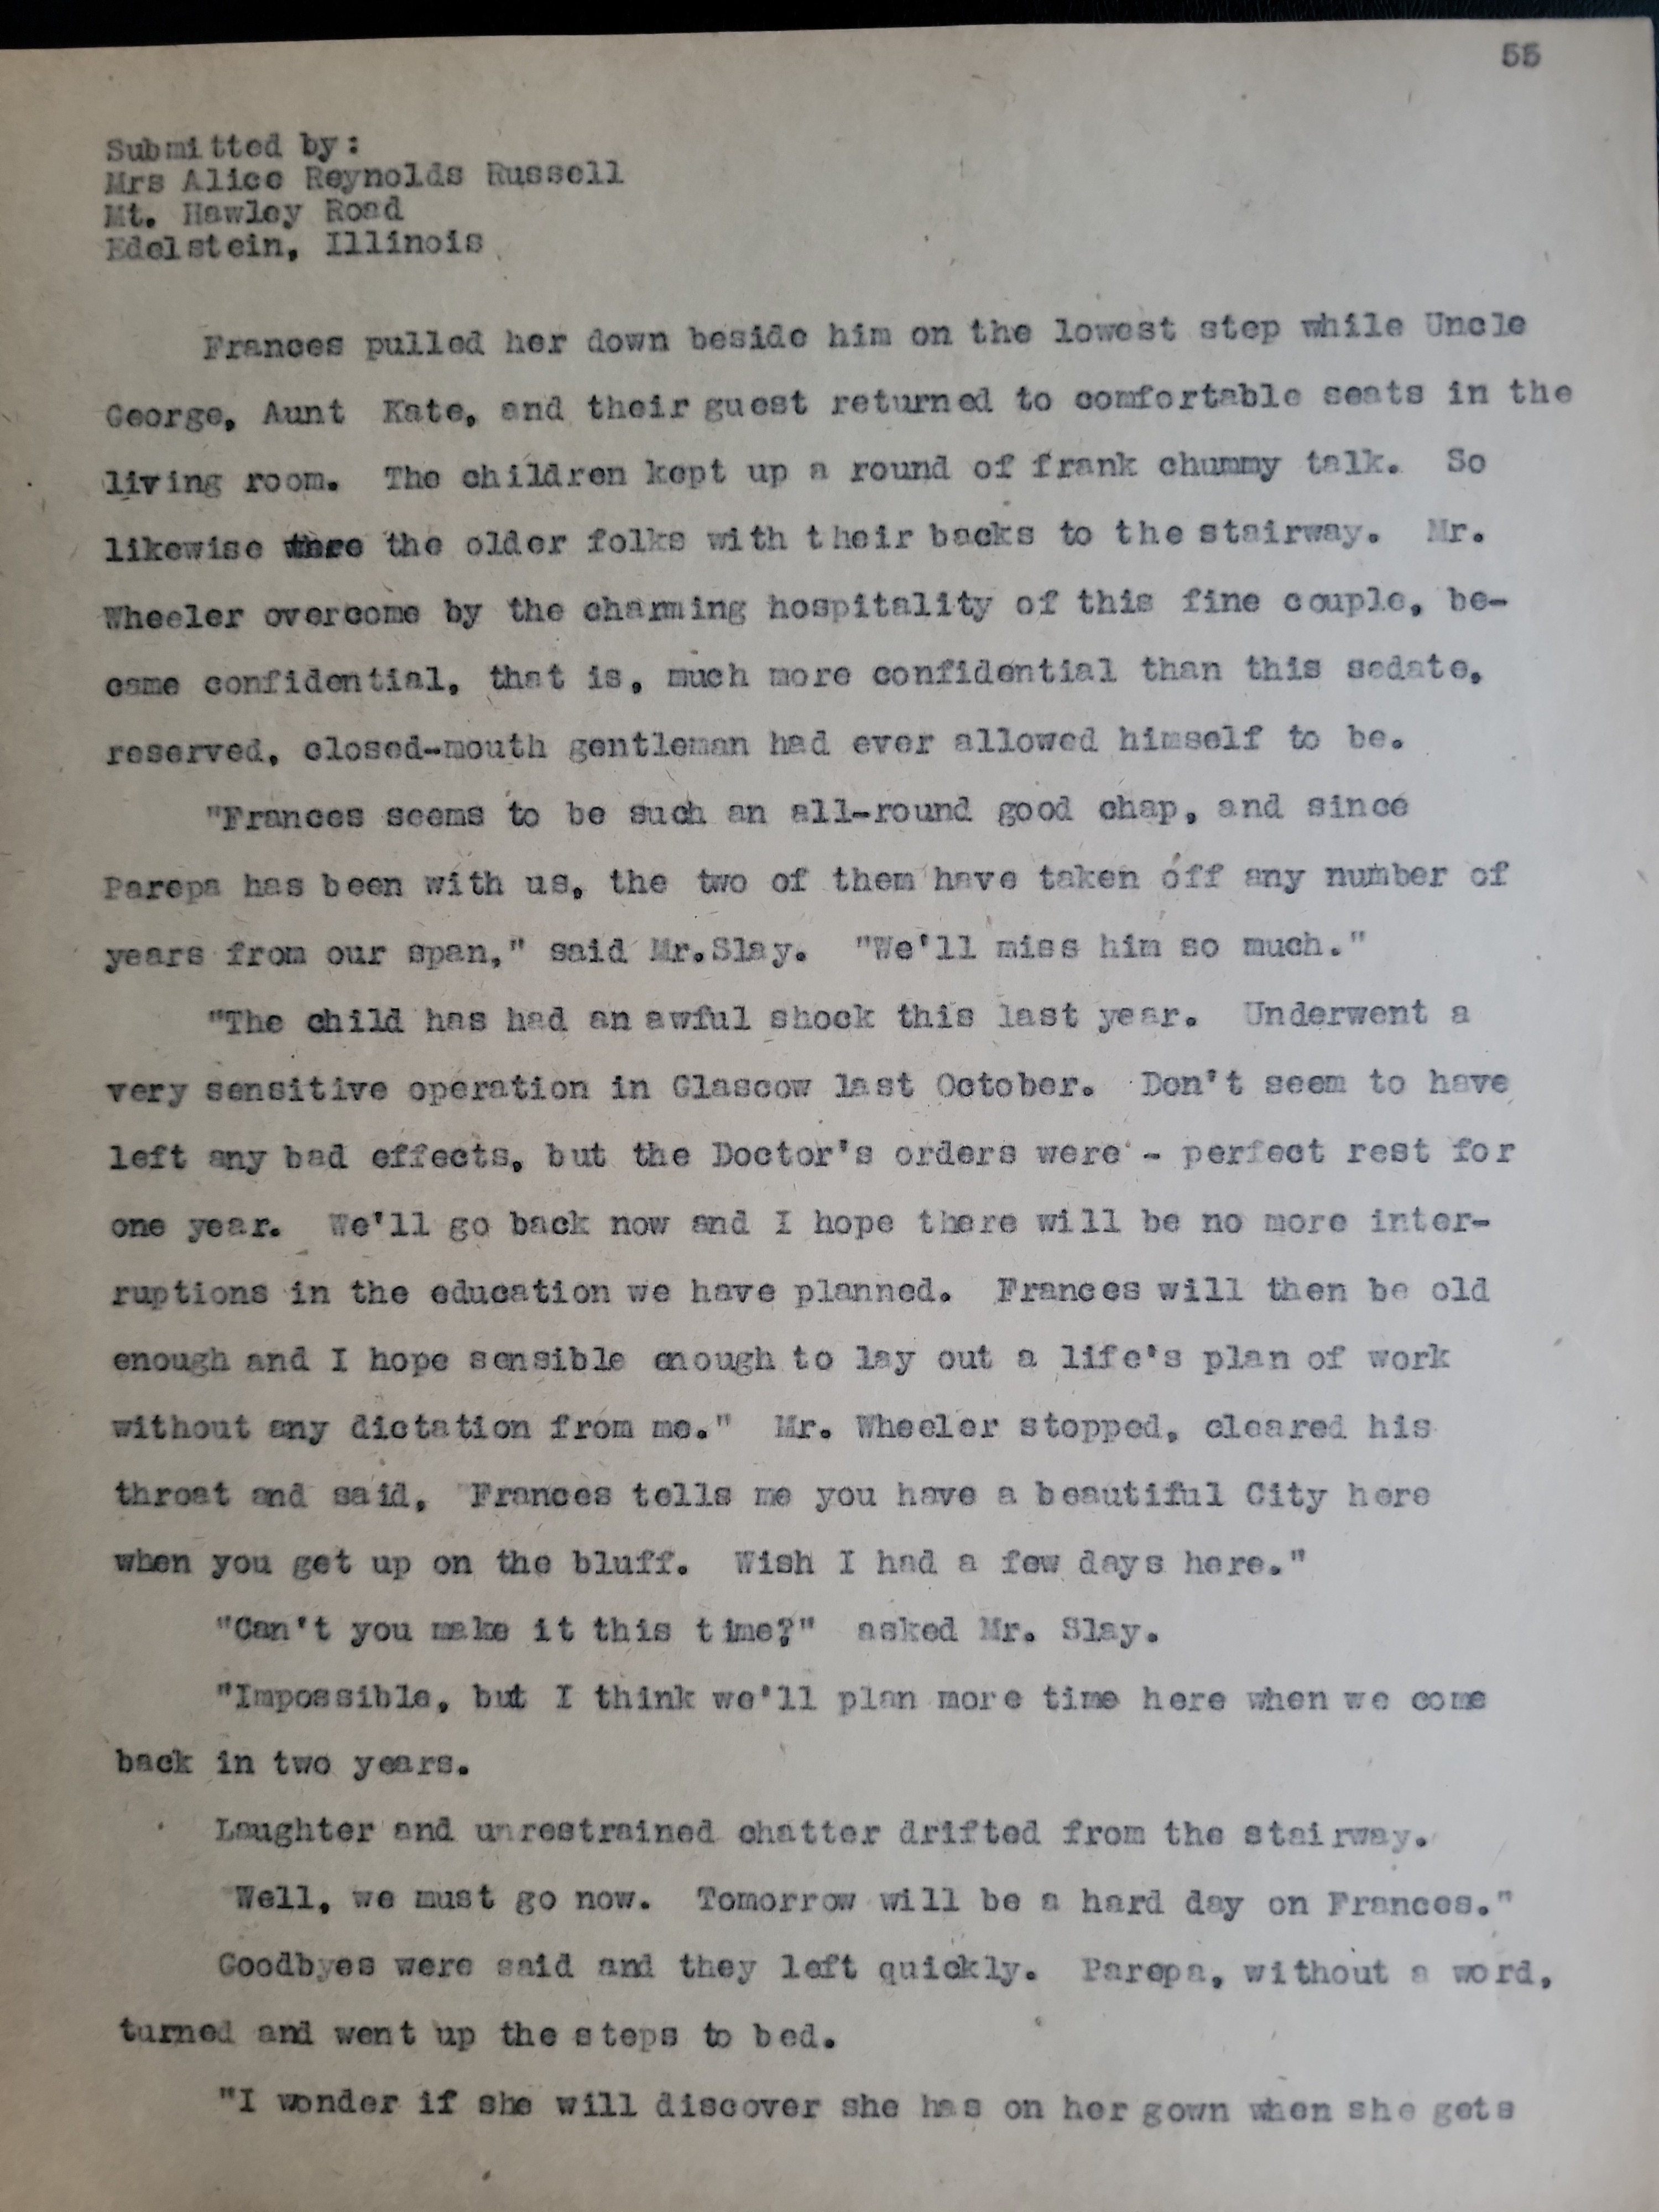 55
Submitted by:
Mrs Alice Reynolds Russell
Mt. Hawley Road
Edelstein, Illinois
Frances pulled her down beside him on the lowest step while Uncle
George, Aunt Kate, and their guest returned to comfortable seats in the
living room. The children kept up a round of frank chummy talk. So
likewise were the older folks with their backs to the stairway. Mr.
Wheeler overcome by the charming hospitality of this fine couple, be-
came confidential, that is, much more confidential than this sedate,
reserved, closed-mouth gentleman had ever allowed himself to be.
"Frances seems to be such an all-round good chap, and since
Parepa has been with us, the two of them have taken off any number of
years from our span," said Mr.Slay. "We'll miss him so much."
"The child has had an awful shock this last year. Underwent a
very sensitive operation in Glascow last October. Don't seem to have
left any bad effects, but the Doctor's orders were - perfect rest for
one year. We'll go back now and I hope there will be no more inter-
ruptions in the education we have planned. Frances will then be old
enough and I hope sensible enough to lay out a life's plan of work
without any dictation from me." Mr. Wheeler stopped, cleared his
throat and said, "Frances tells me you have a beautiful City here
when you get up on the bluff. Wish I had a few days here."
"Can't you make it this time?" asked Mr. Slay.
"Impossible, but I think we'll plan more time here when we come
back in two years.
Laughter and unrestrained chatter drifted from the stairway.
"Well, we must go now. Tomorrow will be a hard day on Frances."
Goodbyes were said and they left quickly. Parepa, without a word,
turned and went up the steps to bed.
"I wonder if she will discover she has on her gown when she gets